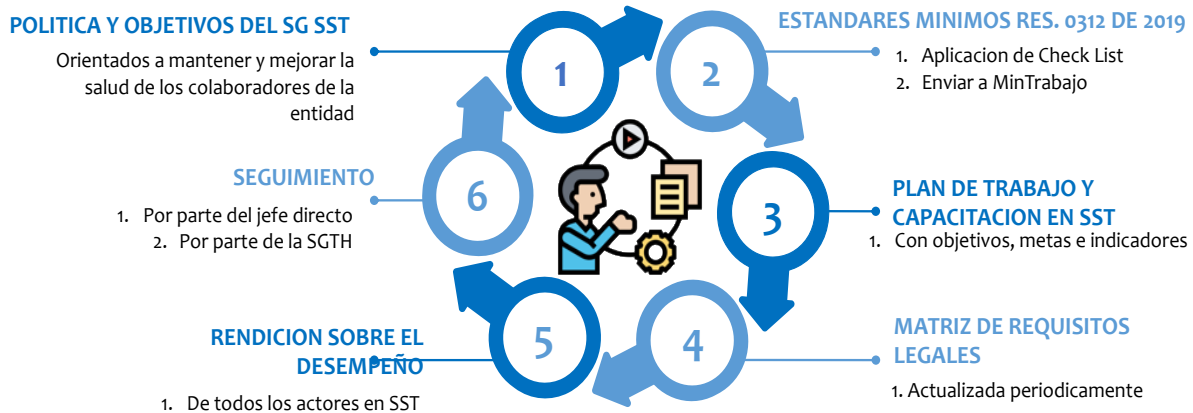 POLITICA Y OBJETIVOS DEL SG SST
Orientados a mantener y mejorar la
salud de los colaboradores de la
entidad
1
ESTANDARES MINIMOS RES. 0312 DE 2019
1. Aplicacion de Check List
2. Enviar a MinTrabajo
2
PLAN DE TRABAJO Y
CAPACITACION EN SST
1. Con objetivos, metas e indicadores
3
MATRIZ DE REQUISITOS
LEGALES
1. Actualizada periodicamente
4
RENDICION SOBRE EL
DESEMPEÑO
1. De todos los actores en SST
5
SEGUIMIENTO
1. Por parte del jefe directo
2. Por parte de la SGTH
6